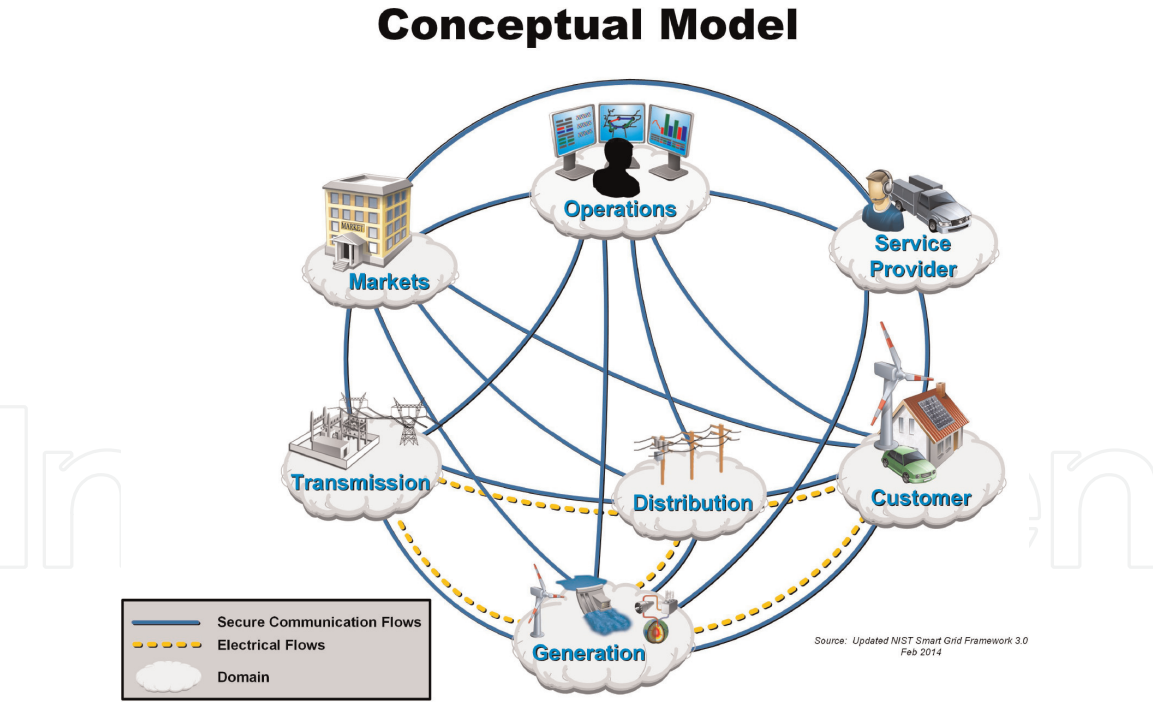 Conceptual Model
Operations
MARKET
Markets
Service
Provider
Transmission
Distribution
Customer
Generation
Secure Communication Flows
Electrical Flows
Domain
Source: Updated NIST Smart Grid Framework 3.0
Feb 2014